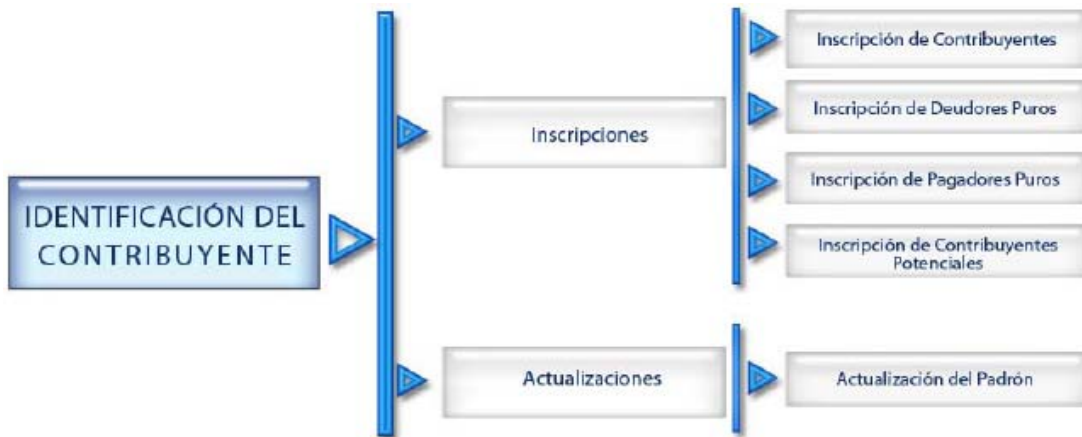 IDENTIFICACIÓN DEL
CONTRIBUYENTE
Inscripciones
Inscripción de Contribuyentes
Inscripción de Deudores Puros
Inscripción de Pagadores Puros
Inscripción de Contribuyentes
Potenciales
Actualizaciones
Actualización del Padrón